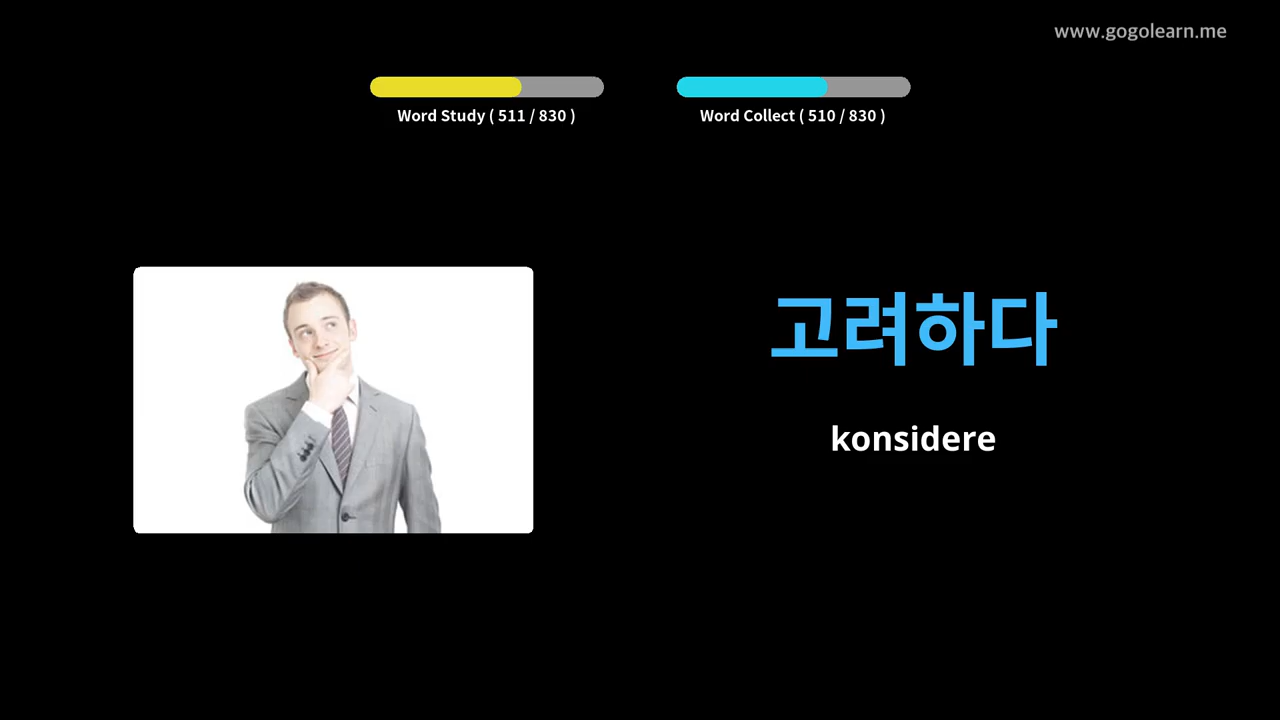 www.gogolearn.me
Word Study ( 511 / 830 )
Word Collect ( 510 / 830 )
고려하다
konsidere